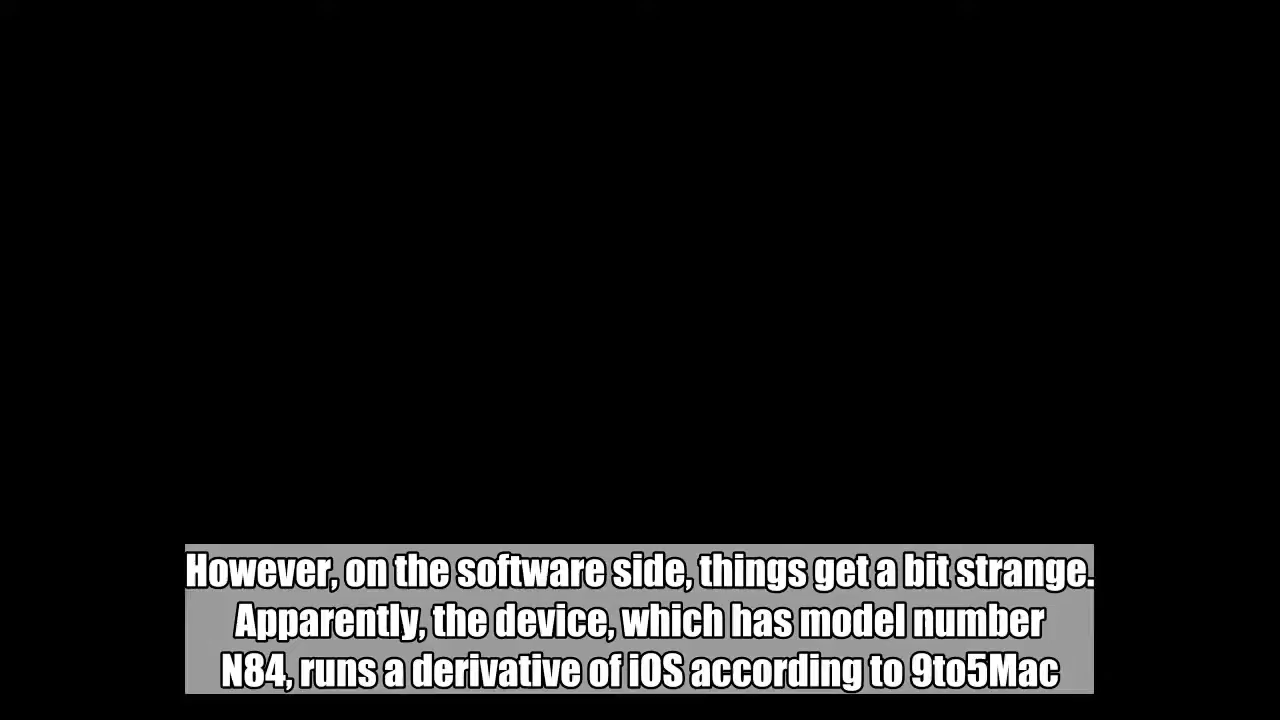 However, on the software side, things get a bit strange.
Apparently, the device, which has model number
N84, runs a derivative of iOS according to 9to5Mac